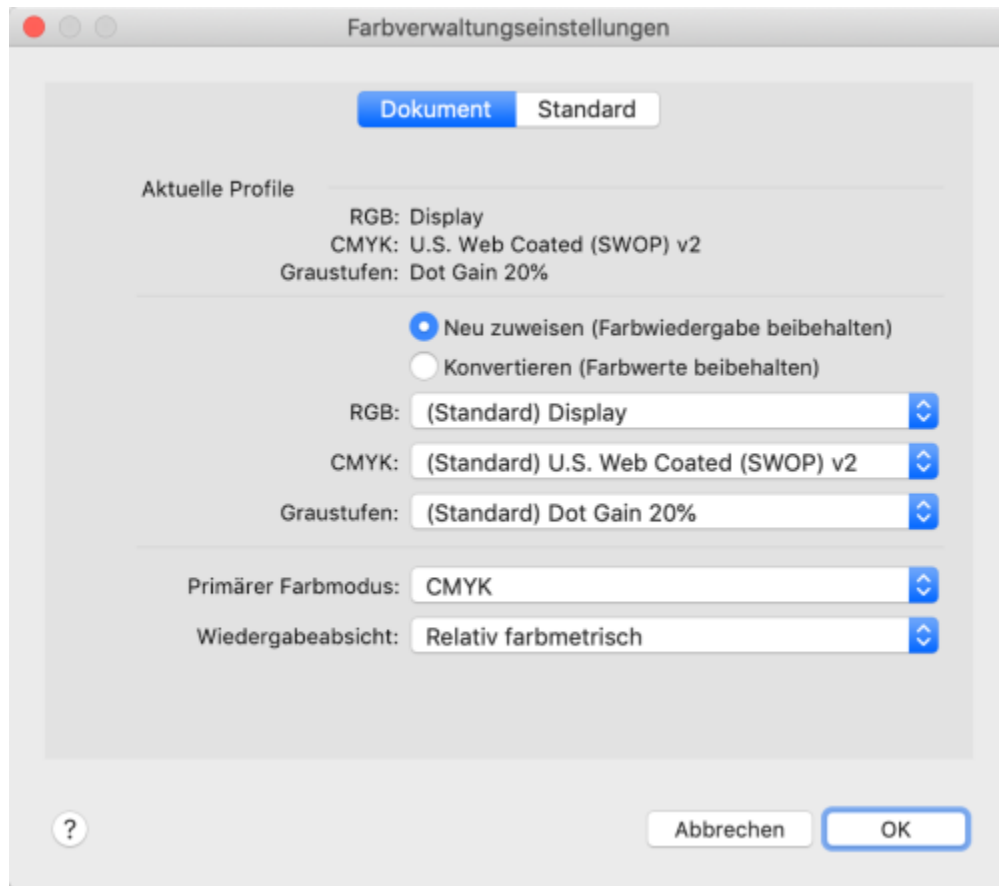 Farbverwaltungseinstellungen
Dokument Standard
Aktuelle Profile
RGB: Display
CMYK: U.S. Web Coated (SWOP) v2
Graustufen: Dot Gain 20%
Neu zuweisen (Farbwiedergabe beibehalten)
Konvertieren (Farbwerte beibehalten)
RGB: (Standard) Display
CMYK: (Standard) U.S. Web Coated (SWOP) v2
Graustufen: (Standard) Dot Gain 20%
Primärer Farbmodus: CMYK
Wiedergabeabsicht: Relativ farbmetrisch
? Abbrechen OK